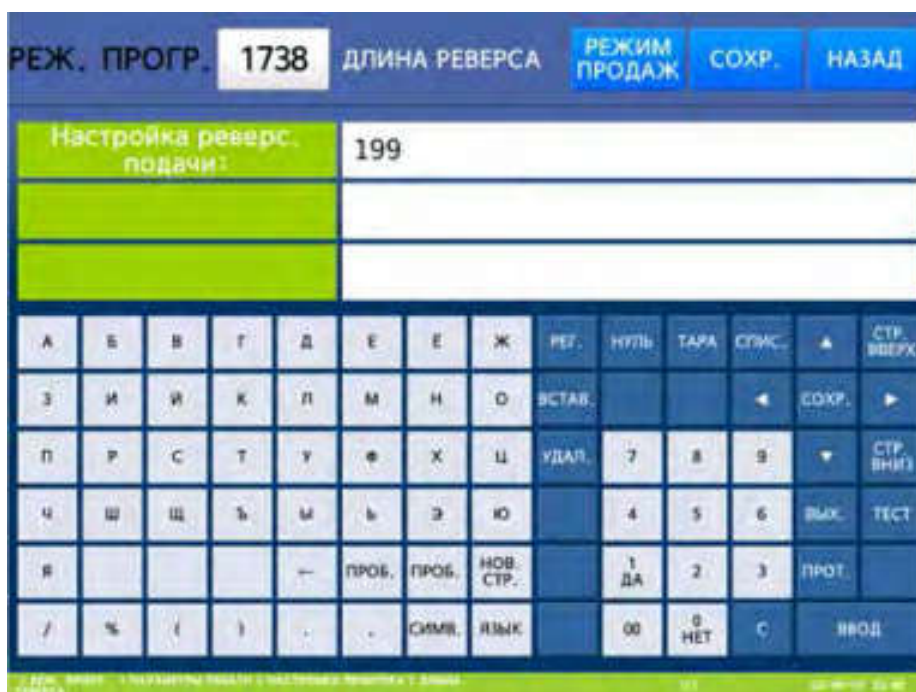 РЕЖ. ПРОГР. 1738 ДЛИНА РЕВЕРСА РЕЖИМ ПРОДАЖ СОХР. НАЗАД
Настройка реверс. подачи: 199
А Б В Г Д Е Ё Ж РЕГ. НУЛЬ ТАРА СПИС. ▲ СТР. ВВЕРХ
З И Й К Л М Н О ВСТАВ. ◄ СОХР. ►
П Р С Т У Ф Х Ц УДАЛ. 7 8 9 ▼ СТР. ВНИЗ
Ч Ш Щ Ъ Ы Ь Э Ю 4 5 6 ВЫХ. ТЕСТ
Я ← ПРОБ. ПРОБ. НОВ. СТР. 1 ДА 2 3 ПРОТ.
/ % ( ) . , СИМВ. ЯЗЫК 00 0 НЕТ C ВВОД